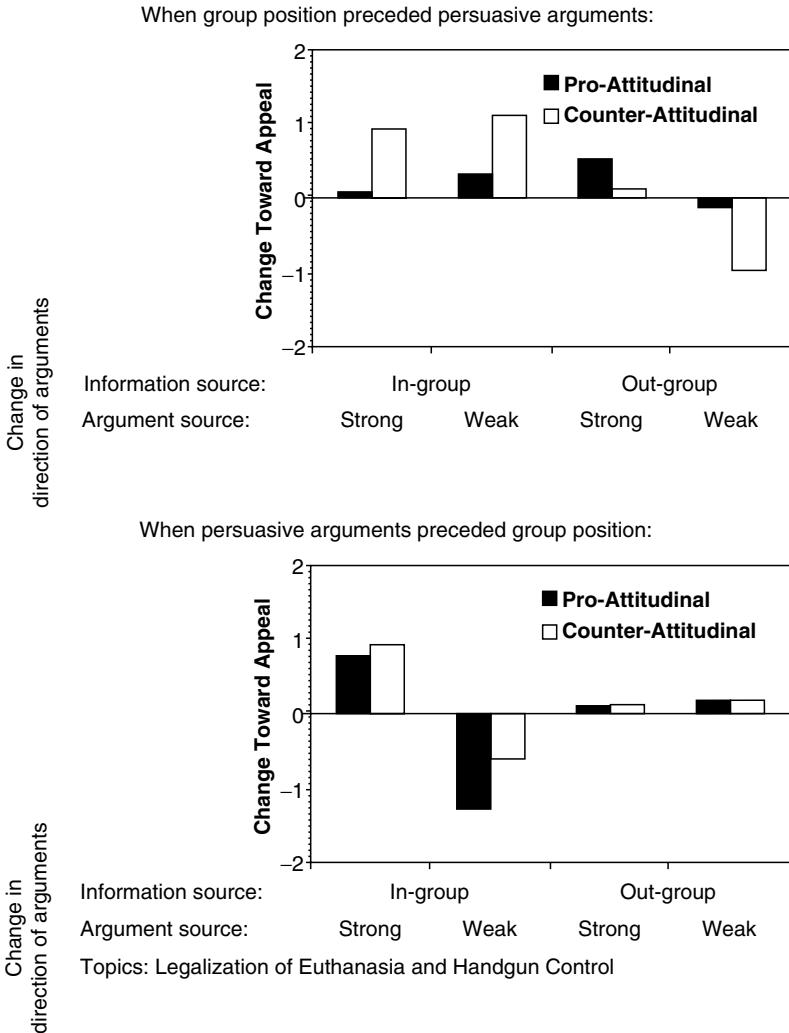 When group position preceded persuasive arguments:
2
Pro-Attitudinal
Counter-Attitudinal
1
0
−1
−2
Change Toward Appeal
Change in
direction of arguments
Information source: In-group Out-group
Argument source: Strong Weak Strong Weak
When persuasive arguments preceded group position:
2
Pro-Attitudinal
Counter-Attitudinal
1
0
−1
−2
Change Toward Appeal
Change in
direction of arguments
Information source: In-group Out-group
Argument source: Strong Weak Strong Weak
Topics: Legalization of Euthanasia and Handgun Control